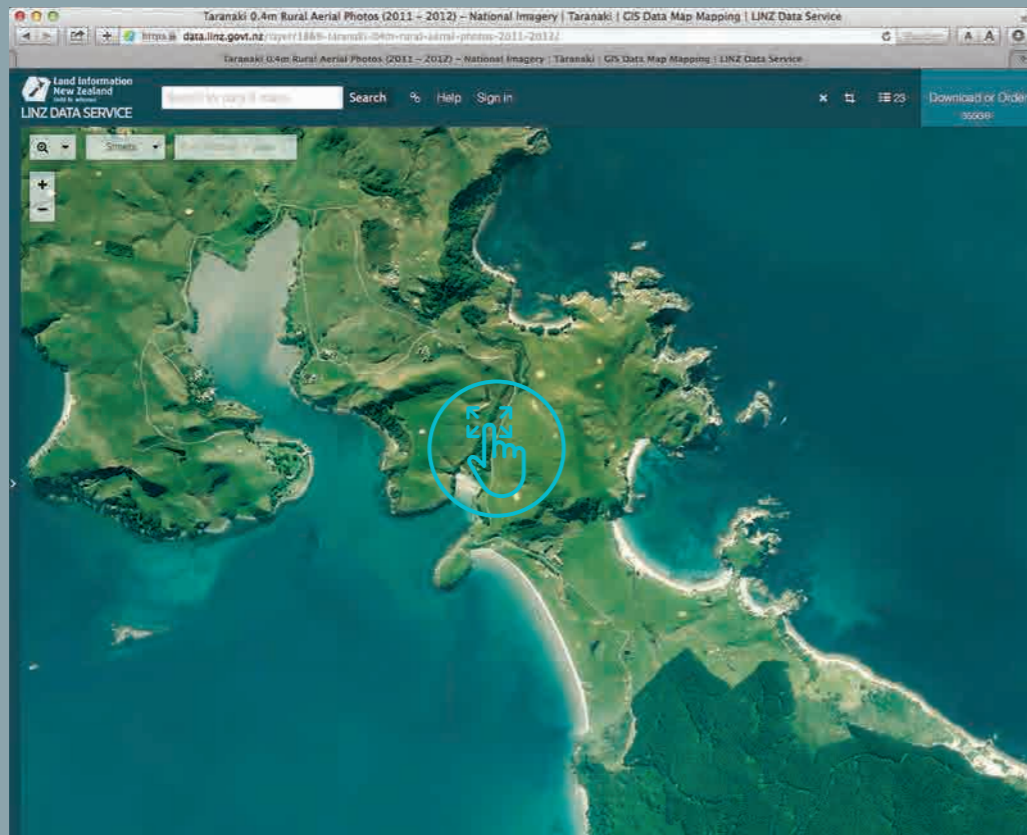 Taranaki 0.4m Rural Aerial Photos (2011 – 2012) – National Imagery | Taranaki | GIS Data Map Mapping | LINZ Data Service
data.linz.govt.nz
Taranaki 0.4m Rural Aerial Photos (2011 – 2012) – National Imagery | Taranaki | GIS Data Map Mapping | LINZ Data Service
A A
Land Information
New Zealand
LINZ DATA SERVICE
Search
Help
Sign in
23
Download or Order
Streets